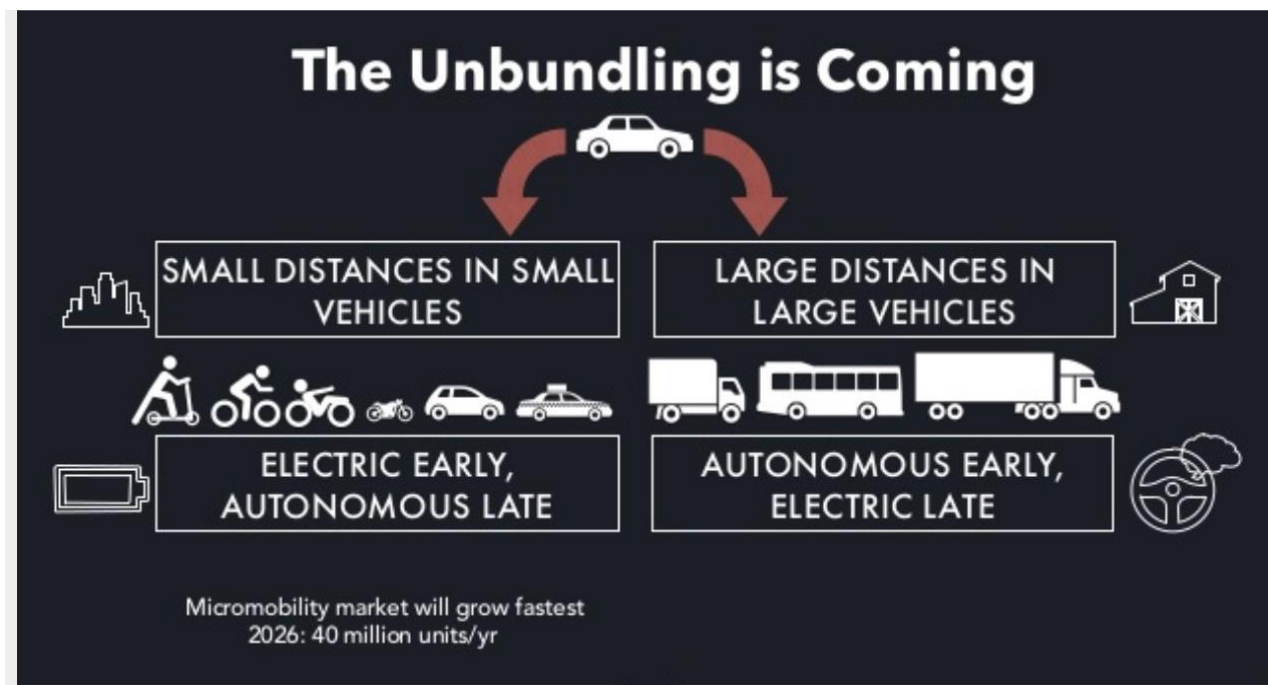 The Unbundling is Coming
SMALL DISTANCES IN SMALL
VEHICLES
LARGE DISTANCES IN
LARGE VEHICLES
ELECTRIC EARLY,
AUTONOMOUS LATE
AUTONOMOUS EARLY,
ELECTRIC LATE
Micromobility market will grow fastest
2026: 40 million units/yr